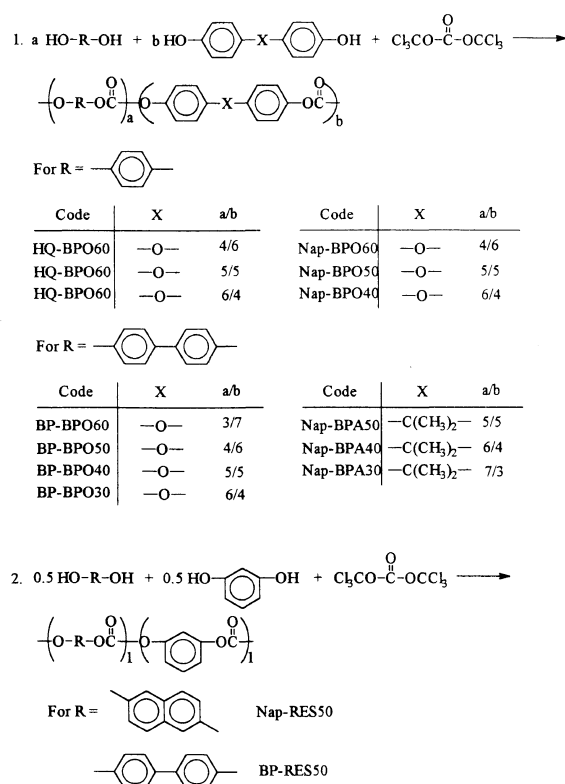 1. a HO-R-OH + b HO-X-OH + Cl3CO-C-OCCl3
O
O-R-OC a O-X-OC b
O O
For R =
Code X a/b Code X a/b
HQ-BPO60 —O— 4/6 Nap-BPO60 —O— 4/6
HQ-BPO60 —O— 5/5 Nap-BPO50 —O— 5/5
HQ-BPO60 —O— 6/4 Nap-BPO40 —O— 6/4
For R =
Code X a/b Code X a/b
BP-BPO60 —O— 3/7 Nap-BPA50 —C(CH3)2— 5/5
BP-BPO50 —O— 4/6 Nap-BPA40 —C(CH3)2— 6/4
BP-BPO40 —O— 5/5 Nap-BPA30 —C(CH3)2— 7/3
BP-BPO30 —O— 6/4
2. 0.5 HO-R-OH + 0.5 HO-OH + Cl3CO-C-OCCl3
O
O-R-OC 1 O-OC 1
O O
For R = Nap-RES50
BP-RES50